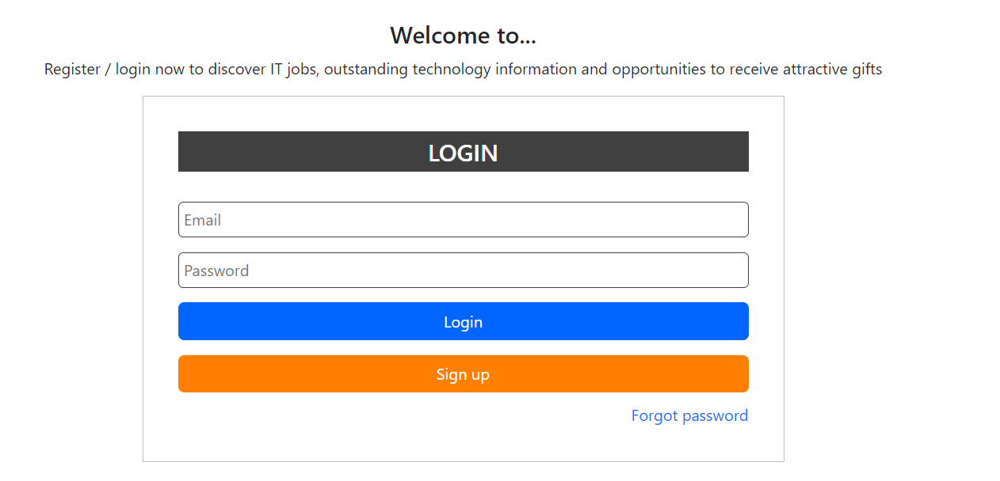 Welcome to...
Register / login now to discover IT jobs, outstanding technology information and opportunities to receive attractive gifts
LOGIN
Email
Password
Login
Sign up
Forgot password